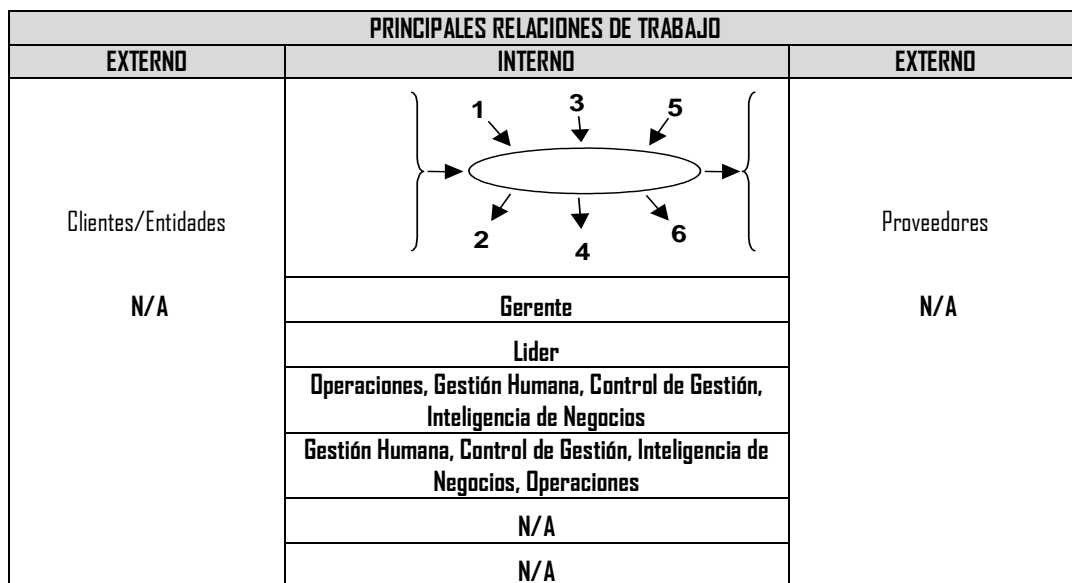 PRINCIPALES RELACIONES DE TRABAJO
EXTERNO
INTERNO
EXTERNO
1
3
5
Clientes/Entidades
Proveedores
2
4
6
N/A
Gerente
N/A
Lider
Operaciones, Gestión Humana, Control de Gestión,
Inteligencia de Negocios
Gestión Humana, Control de Gestión, Inteligencia de
Negocios, Operaciones
N/A
N/A